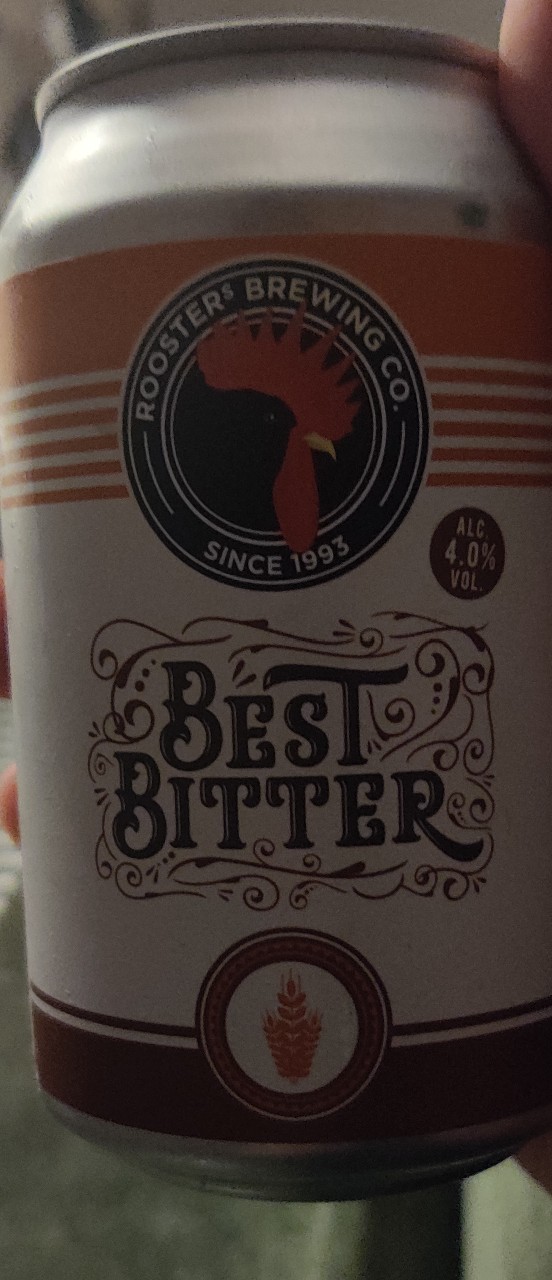 ROOSTERS BREWING CO.
SINCE 1993
ALC.
4.0%
VOL.
BEST
BITTER